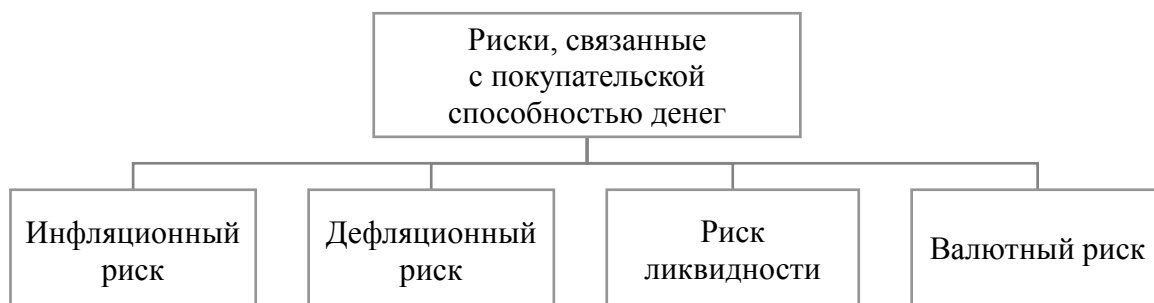 Риски, связанные
с покупательской
способностью денег
Инфляционный
риск
Дефляционный
риск
Риск
ликвидности
Валютный риск